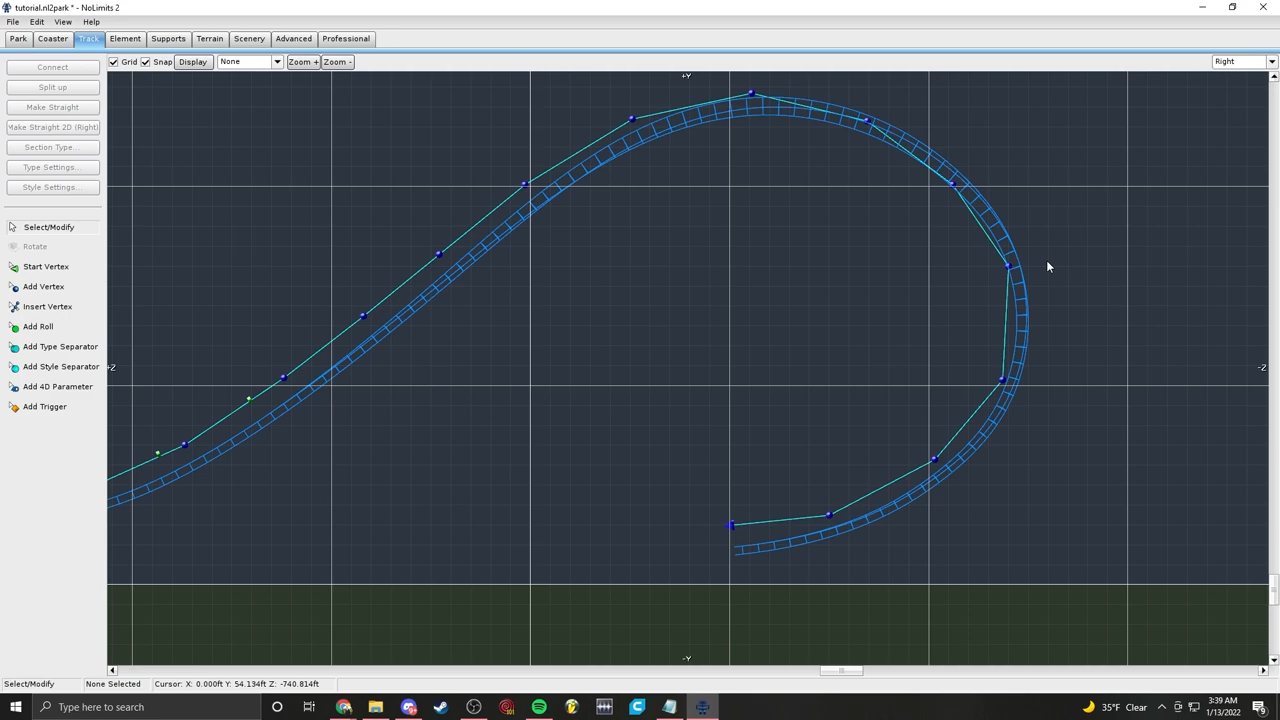 tutorial.nl2park * - NoLimits 2
File Edit View Help
Park Coaster Track Element Supports Terrain Scenery Advanced Professional
Grid Snap Display None Zoom + Zoom - Right
Connect
Split up
Make Straight
Make Straight 2D (Right)
Section Type...
Type Settings...
Style Settings...
Select/Modify
Rotate
Start Vertex
Add Vertex
Insert Vertex
Add Roll
Add Type Separator
Add Style Separator
Add 4D Parameter
Add Trigger
+Y
+Z
-Z
-Y
Select/Modify None Selected Cursor: X: 0.000ft Y: 54.134ft Z: -740.814ft
Type here to search
35°F Clear
3:39 AM
1/13/2022